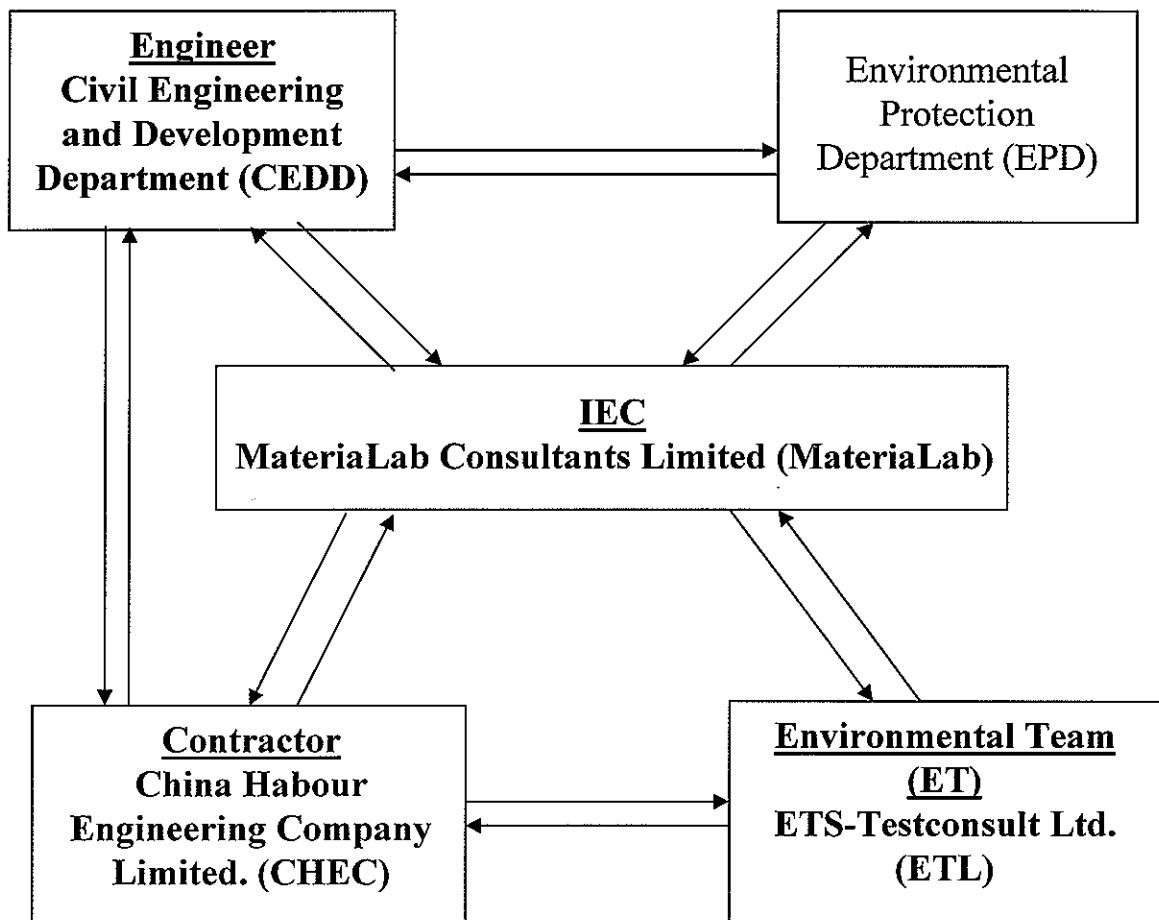 Engineer
Civil Engineering
and Development
Department (CEDD)
Environmental
Protection
Department (EPD)
IEC
MateriaLab Consultants Limited (MateriaLab)
Contractor
China Habour
Engineering Company
Limited. (CHEC)
Environmental Team
(ET)
ETS-Testconsult Ltd.
(ETL)